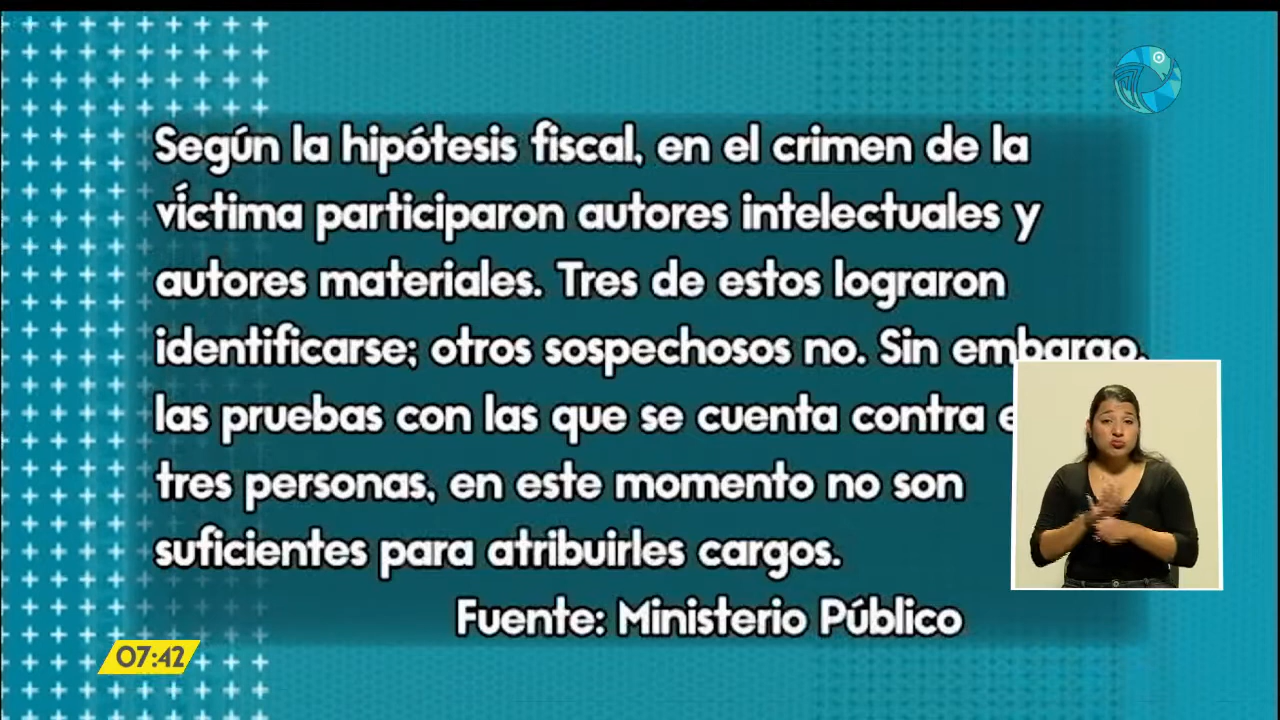 Según la hipótesis fiscal, en el crimen de la
víctima participaron autores intelectuales y
autores materiales. Tres de estos lograron
identificarse; otros sospechosos no. Sin embargo,
las pruebas con las que se cuenta contra
tres personas, en este momento no son
suficientes para atribuirles cargos.
Fuente: Ministerio Público
07:42